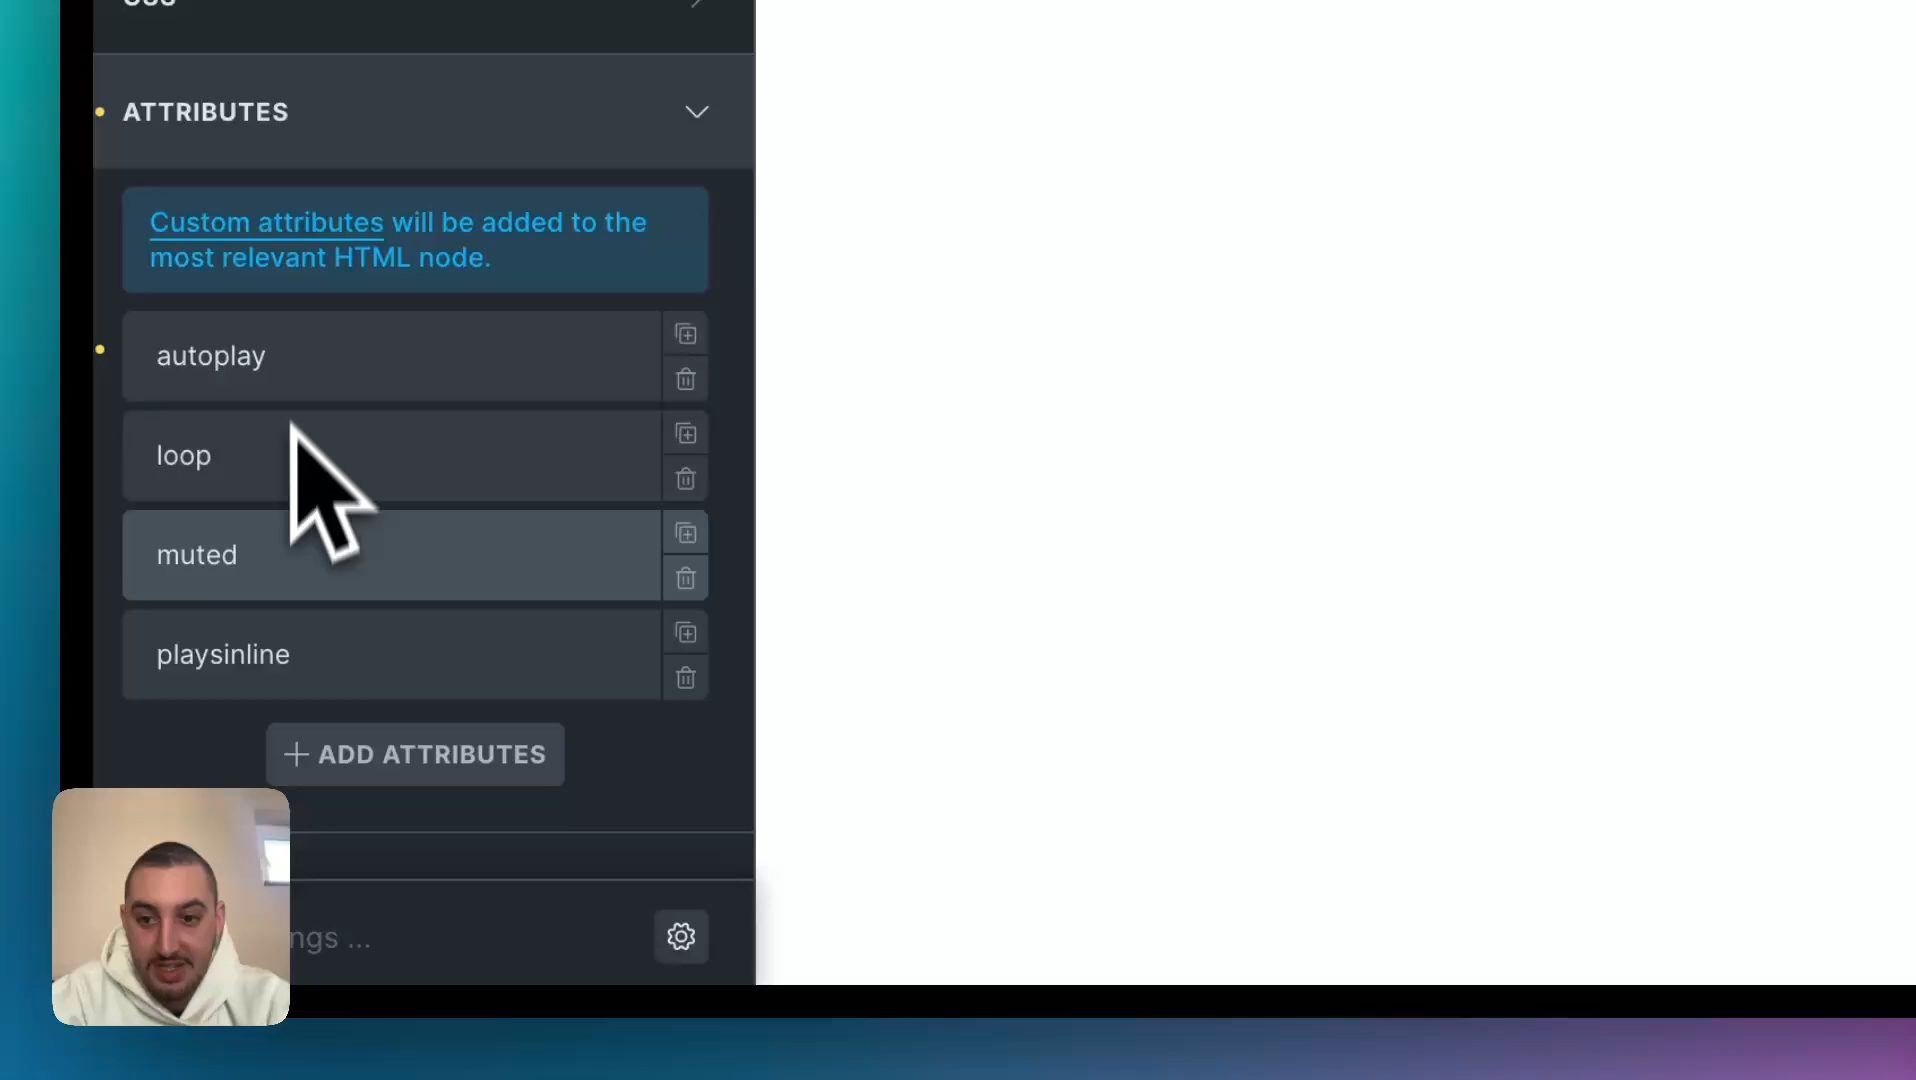 CSS
ATTRIBUTES
Custom attributes will be added to the
most relevant HTML node.
autoplay
loop
muted
playsinline
ADD ATTRIBUTES
ngs ...